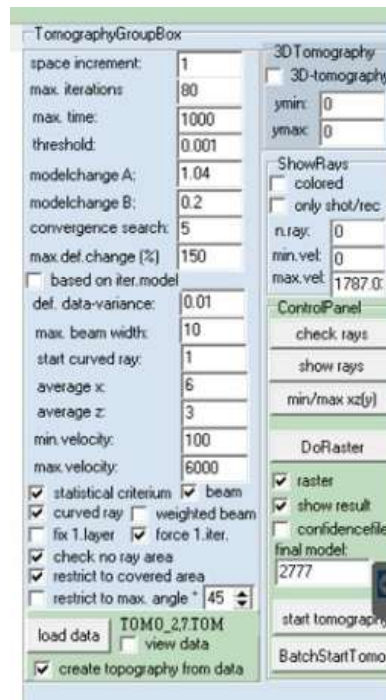 TomographyGroupBox
space increment: 1
max. iterations 80
max. time: 1000
threshold: 0.001
modelchange A: 1.04
modelchange B: 0.2
convergence search: 5
max.def.change (%) 150
based on iter.model
def. data-variance: 0.01
max. beam width: 10
start curved ray: 1
average x: 6
average z: 3
min.velocity: 100
max.velocity: 6000
statistical criterium beam
curved ray weighted beam
fix 1.layer force 1.iter.
check no ray area
restrict to covered area
restrict to max. angle * 45
load data TOMO_2,7.TOM
view data
create topography from data
3D Tomography
3D-tomography
ymin: 0
ymax: 0
ShowRays
colored
only shot/rec
n.ray: 0
min.vel: 0
max.vel: 1787.0
ControlPanel
check rays
show rays
min/max xz(y)
DoRaster
raster
show result
confidencefile
final model:
2777
start tomography
BatchStartTomo